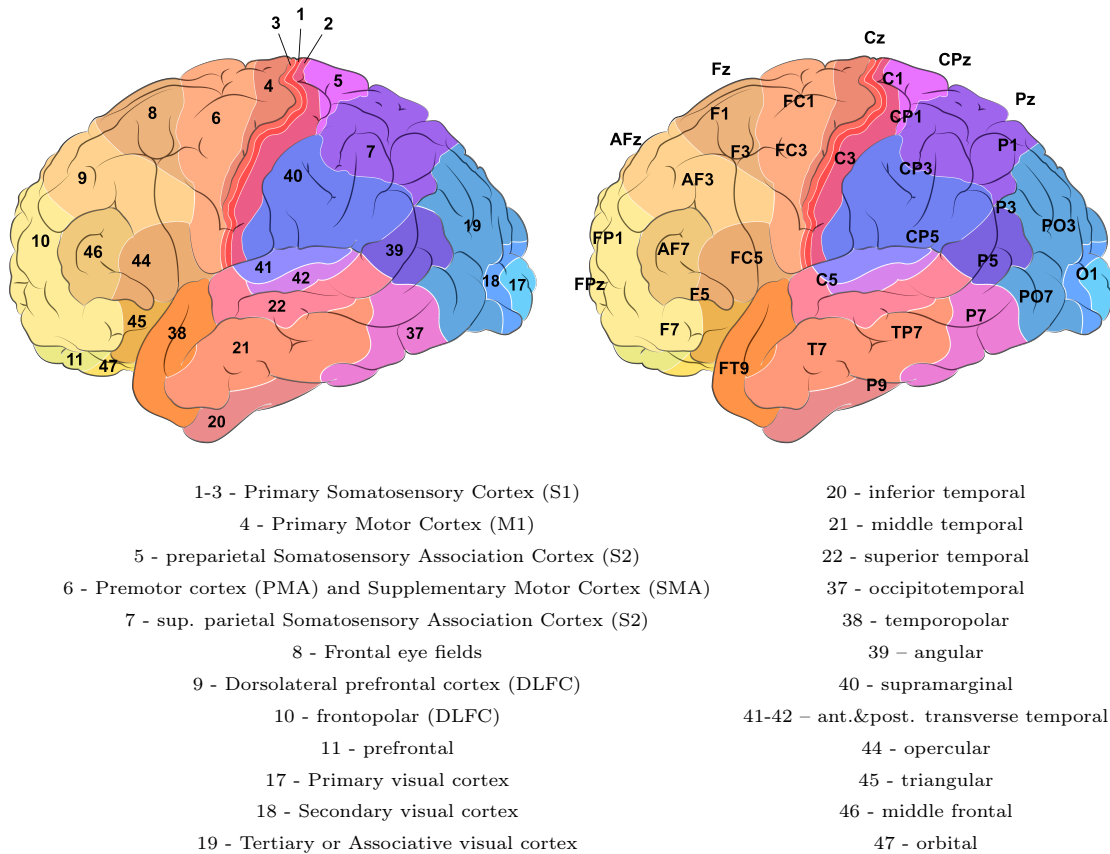 1
3 2
4
5
8
6
7
9
40
10
46
44
19
39
41
42
18 17
22
45
38
37
21
11
47
20
Cz
CPz
Fz
C1
Pz
FC1
F1
CP1
AFz
P1
F3
FC3
C3
CP3
AF3
P3
PO3
FP1
AF7
CP5
FC5
P5
O1
C5
FPz
F5
PO7
P7
F7
TP7
T7
FT9
P9
1-3 - Primary Somatosensory Cortex (S1)
4 - Primary Motor Cortex (M1)
5 - preparietal Somatosensory Association Cortex (S2)
6 - Premotor cortex (PMA) and Supplementary Motor Cortex (SMA)
7 - sup. parietal Somatosensory Association Cortex (S2)
8 - Frontal eye fields
9 - Dorsolateral prefrontal cortex (DLFC)
10 - frontopolar (DLFC)
11 - prefrontal
17 - Primary visual cortex
18 - Secondary visual cortex
19 - Tertiary or Associative visual cortex
20 - inferior temporal
21 - middle temporal
22 - superior temporal
37 - occipitotemporal
38 - temporopolar
39 – angular
40 - supramarginal
41-42 – ant.&post. transverse temporal
44 - opercular
45 - triangular
46 - middle frontal
47 - orbital